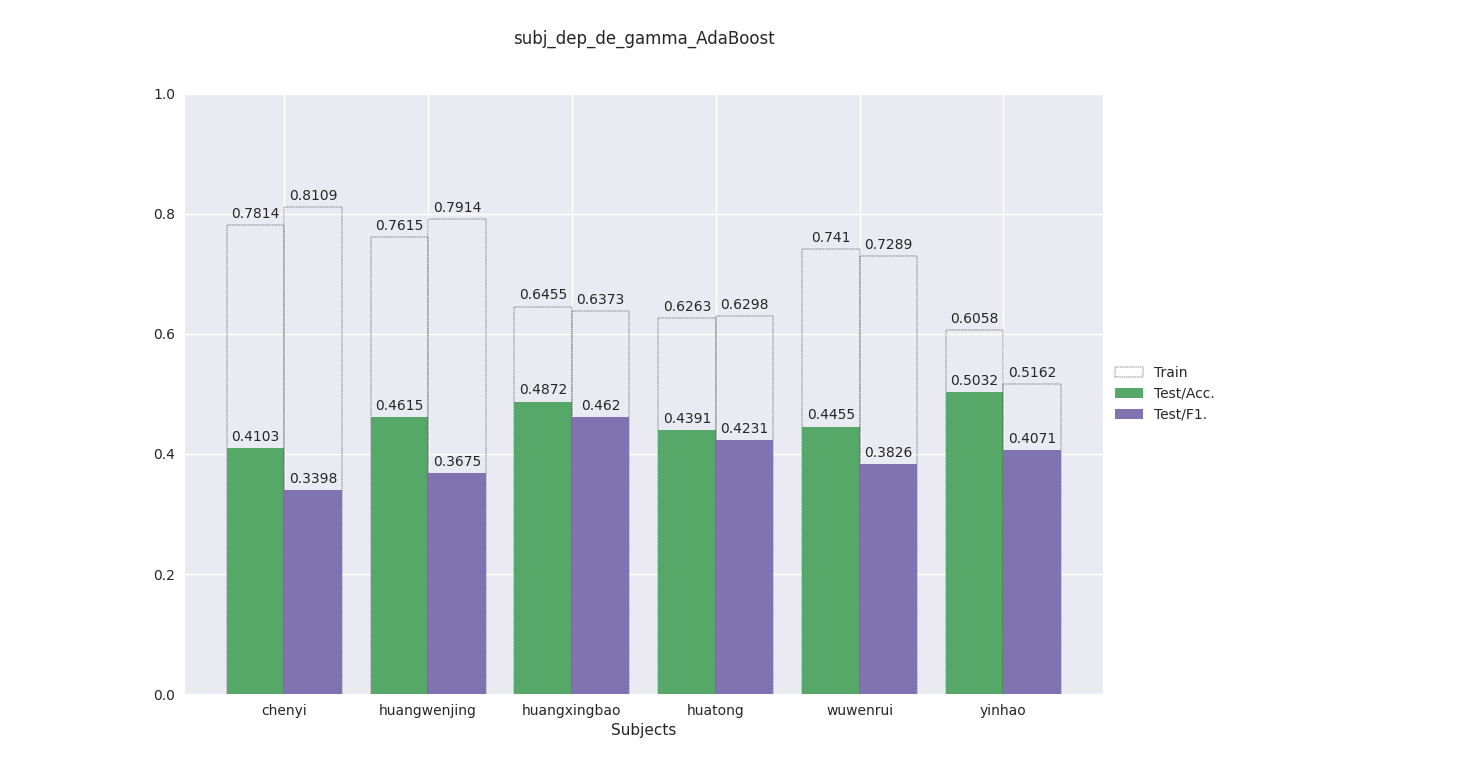 subj_dep_de_gamma_AdaBoost
1.0
0.8
0.6
0.4
0.2
0.0
0.7814
0.8109
0.7615
0.7914
0.6455
0.6373
0.6263
0.6298
0.741
0.7289
0.6058
0.5162
0.4103
0.3398
0.4615
0.3675
0.4872
0.462
0.4391
0.4231
0.4455
0.3826
0.5032
0.4071
chenyi
huangwenjing
huangxingbao
huatong
wuwenrui
yinhao
Subjects
Train
Test/Acc.
Test/F1.